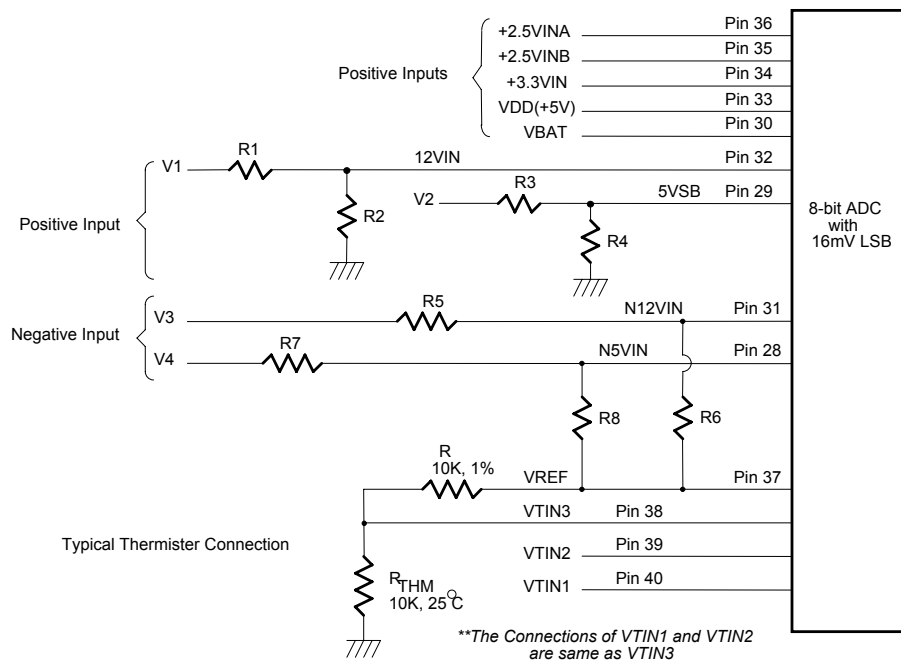 +2.5VINA Pin 36
+2.5VINB Pin 35
Positive Inputs +3.3VIN Pin 34
VDD(+5V) Pin 33
VBAT Pin 30
V1 R1 12VIN Pin 32
R2 V2 R3 5VSB Pin 29
Positive Input R4
8-bit ADC
with
16mV LSB
V3 R5 N12VIN Pin 31
Negative Input
V4 R7 N5VIN Pin 28
R8 R6
R
10K, 1%
VREF Pin 37
VTIN3 Pin 38
Typical Thermister Connection
VTIN2 Pin 39
RTHM
10K, 25°C
VTIN1 Pin 40
**The Connections of VTIN1 and VTIN2
are same as VTIN3